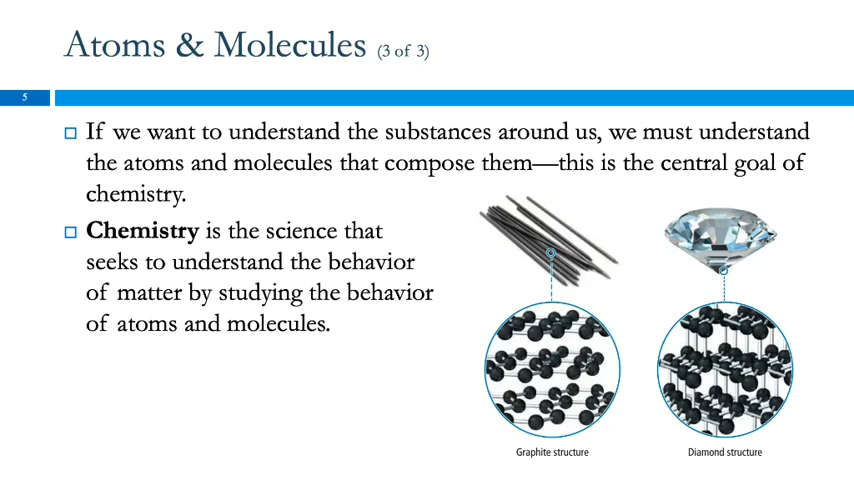 Atoms & Molecules (3 of 3)
5
If we want to understand the substances around us, we must understand
the atoms and molecules that compose them—this is the central goal of
chemistry.
Chemistry is the science that
seeks to understand the behavior
of matter by studying the behavior
of atoms and molecules.
Graphite structure
Diamond structure